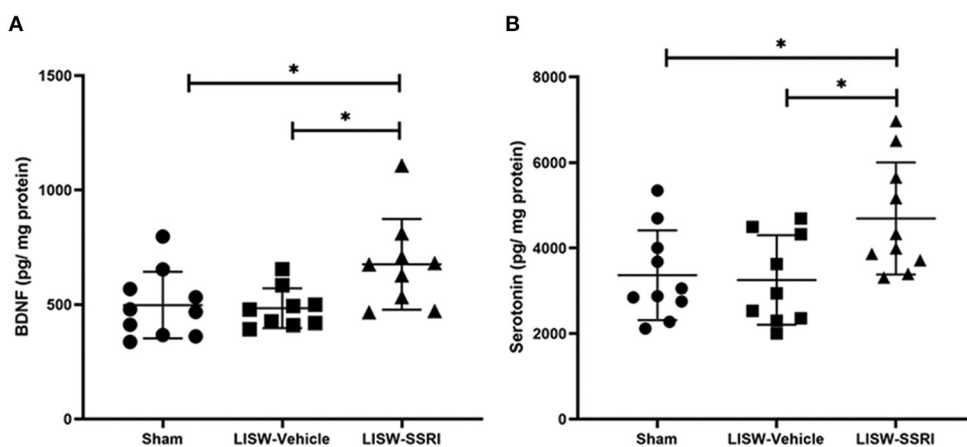 A
BDNF (pg/ mg protein)
1500
1000
500
0
*
*
Sham LISW-Vehicle LISW-SSRI
B
Serotonin (pg/ mg protein)
8000
6000
4000
2000
0
*
*
Sham LISW-Vehicle LISW-SSRI